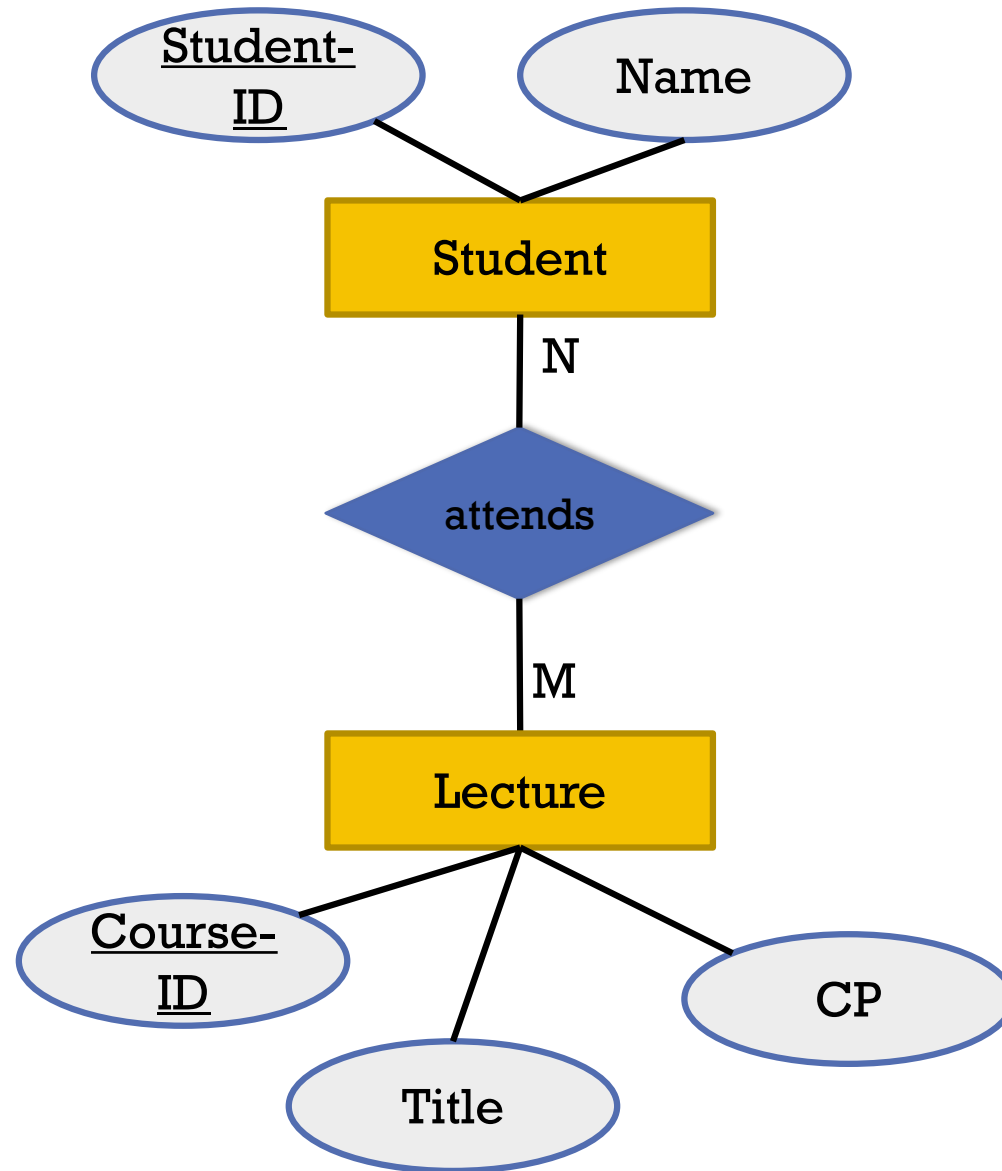 Student-
ID
Name
Student
N
attends
M
Lecture
Course-
ID
CP
Title